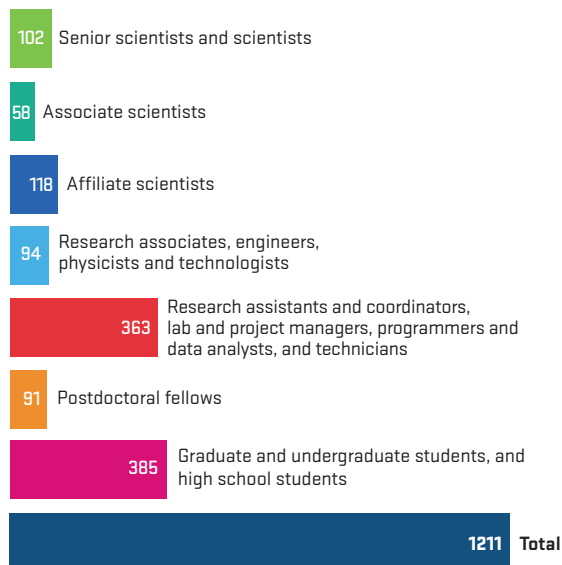 102 Senior scientists and scientists
58 Associate scientists
118 Affiliate scientists
94 Research associates, engineers,
physicists and technologists
363 Research assistants and coordinators,
lab and project managers, programmers and
data analysts, and technicians
91 Postdoctoral fellows
385 Graduate and undergraduate students, and
high school students
1211 Total